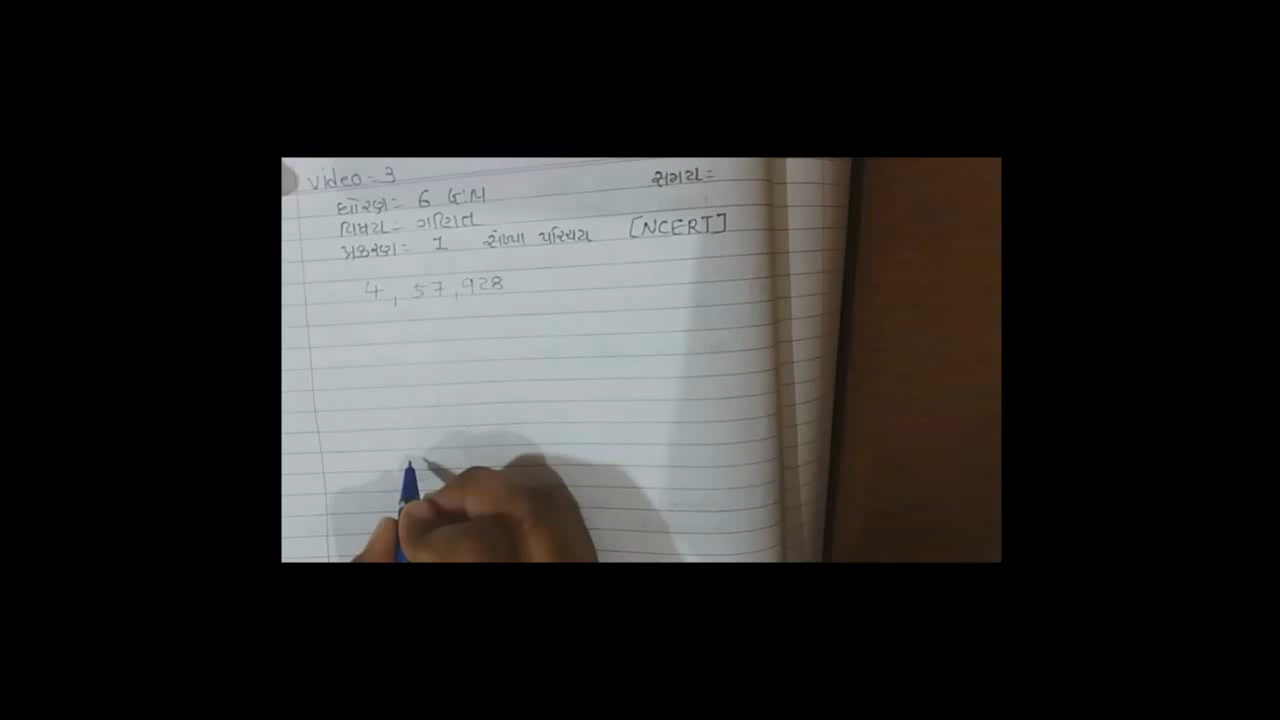 Video = 3
સમય =
ધોરણ = 6 G.M
વિષય = ગણિત
પ્રકરણ = 1 સંખ્યા પરિચય [NCERT]
4, 57,928